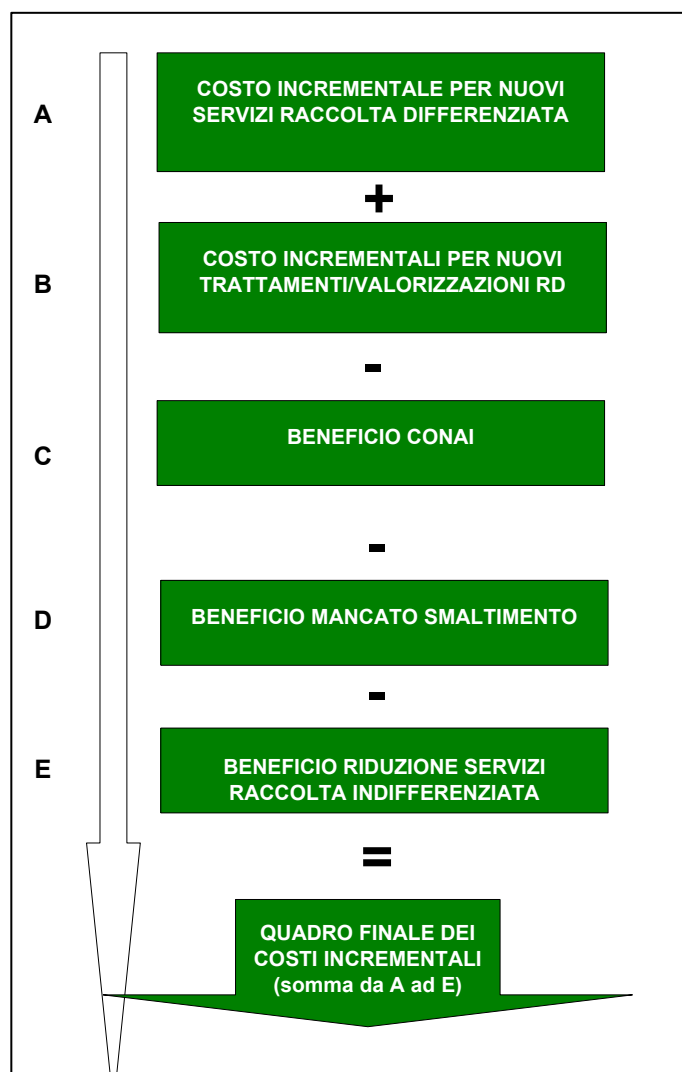 A
COSTO INCREMENTALE PER NUOVI
SERVIZI RACCOLTA DIFFERENZIATA
+
B
COSTO INCREMENTALI PER NUOVI
TRATTAMENTI/VALORIZZAZIONI RD
-
C
BENEFICIO CONAI
-
D
BENEFICIO MANCATO SMALTIMENTO
-
E
BENEFICIO RIDUZIONE SERVIZI
RACCOLTA INDIFFERENZIATA
=
QUADRO FINALE DEI
COSTI INCREMENTALI
(somma da A ad E)